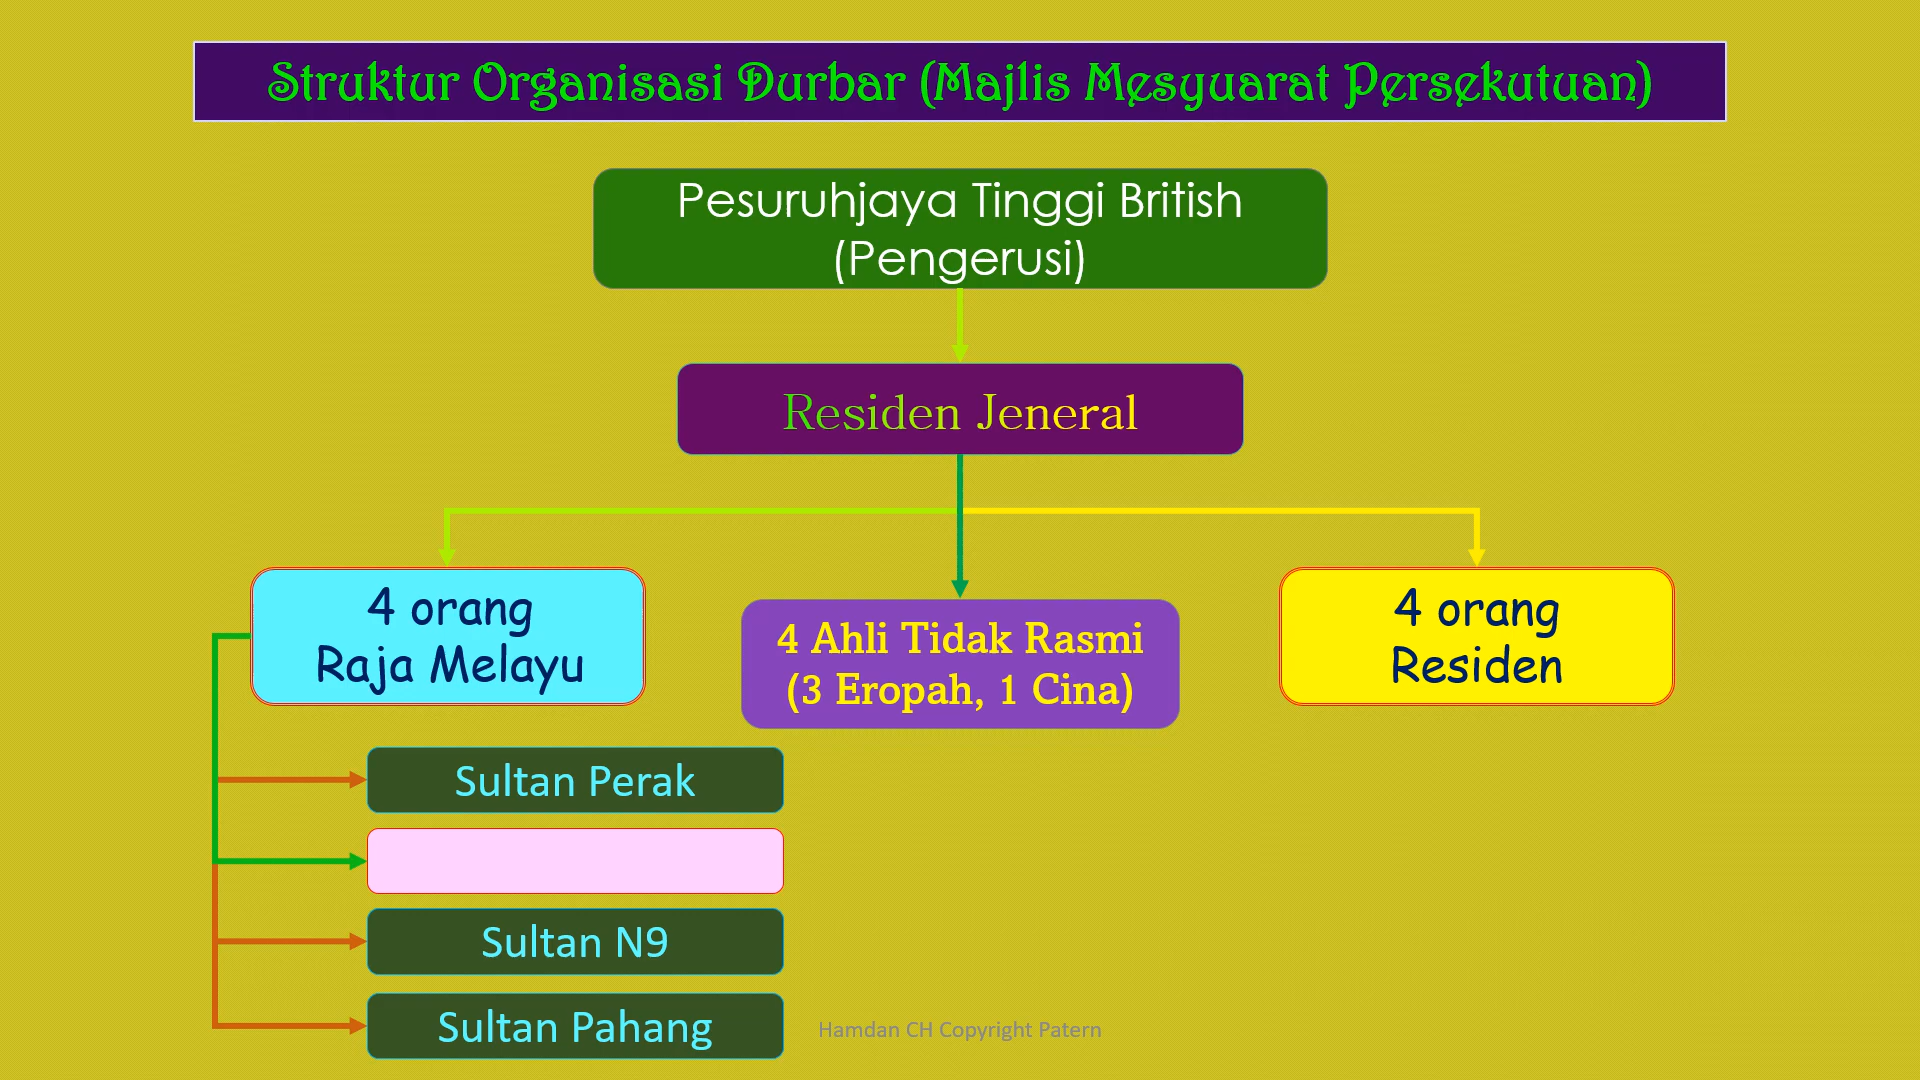 Struktur Organisasi Durbar (Majlis Mesyuarat Persekutuan)
Pesuruhjaya Tinggi British
(Pengerusi)
Residen Jeneral
4 orang
Raja Melayu
4 Ahli Tidak Rasmi
(3 Eropah, 1 Cina)
4 orang
Residen
Sultan Perak
Sultan N9
Sultan Pahang
Hamdan CH Copyright Patern